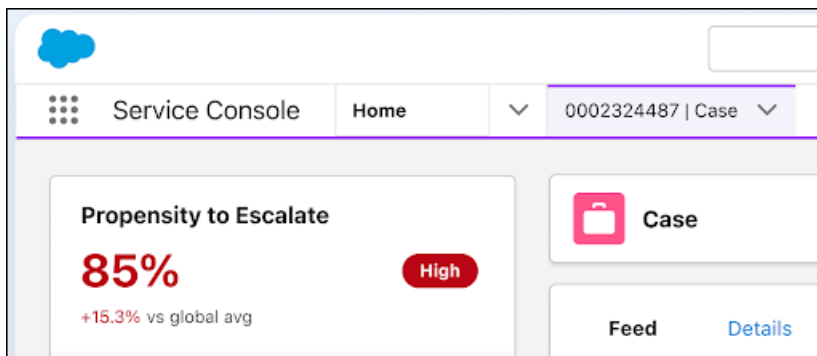 Service Console Home 0002324487 | Case
Propensity to Escalate
85% High
+15.3% vs global avg
Case
Feed Details